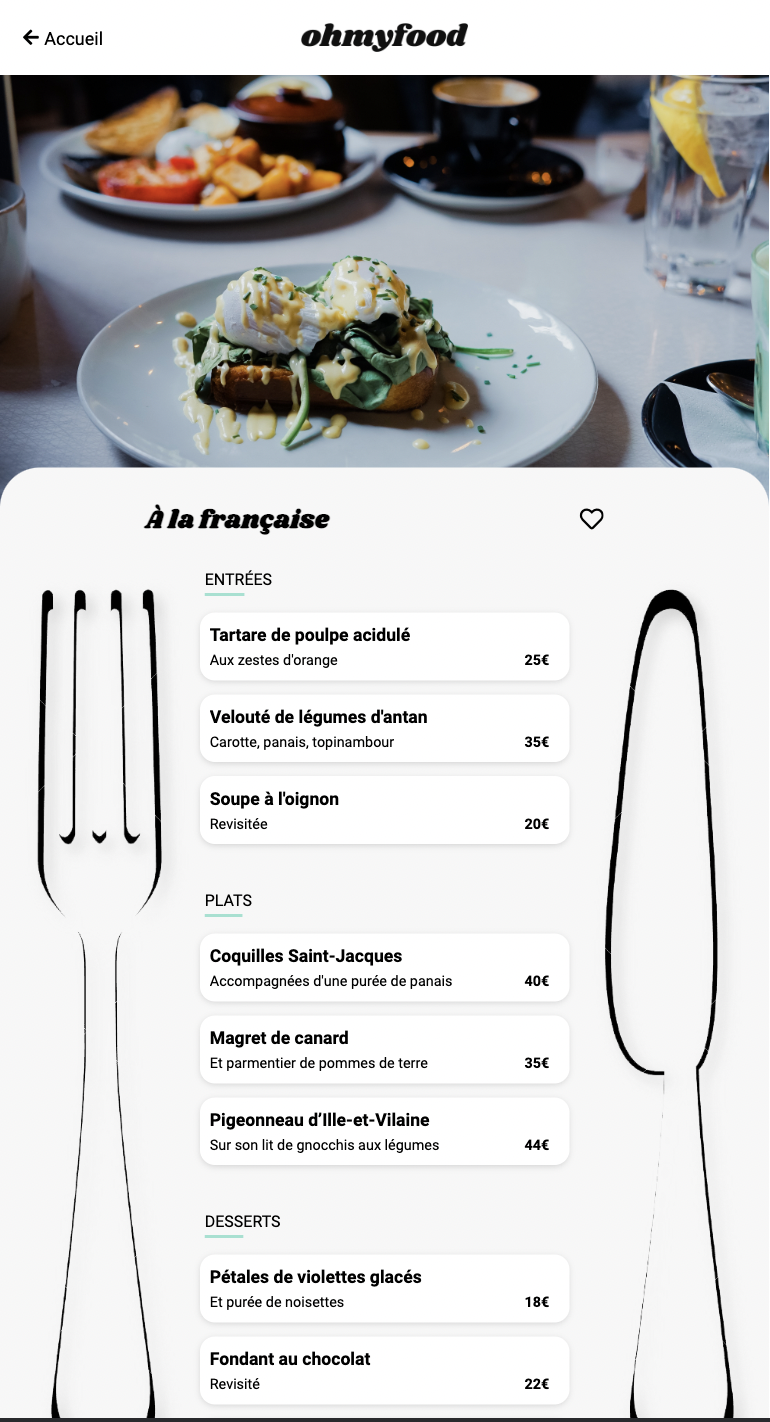 Accueil
ohmyfood
À la française
ENTRÉES
Tartare de poulpe acidulé
Aux zestes d'orange 25€
Velouté de légumes d'antan
Carotte, panais, topinambour 35€
Soupe à l'oignon
Revisitée 20€
PLATS
Coquilles Saint-Jacques
Accompagnées d'une purée de panais 40€
Magret de canard
Et parmentier de pommes de terre 35€
Pigeonneau d’Ille-et-Vilaine
Sur son lit de gnocchis aux légumes 44€
DESSERTS
Pétales de violettes glacés
Et purée de noisettes 18€
Fondant au chocolat
Revisité 22€